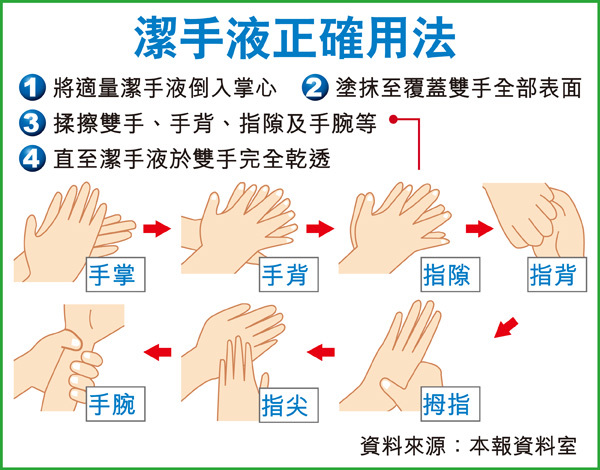 潔手液正確用法
1 將適量潔手液倒入掌心 2 塗抹至覆蓋雙手全部表面
3 揉擦雙手、手背、指隙及手腕等
4 直至潔手液於雙手完全乾透
手掌 手背 指隙 指背
手腕 指尖 拇指
資料來源：本報資料室